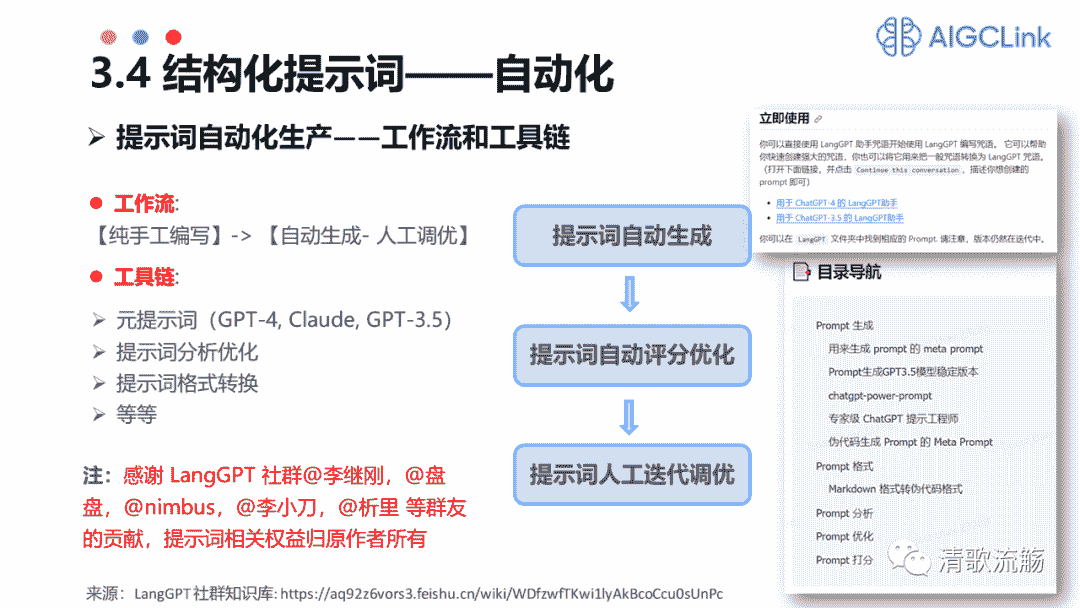 AIGCLink
3.4 结构化提示词——自动化
提示词自动化生产——工作流和工具链
工作流:
【纯手工编写】-> 【自动生成- 人工调优】
工具链:
元提示词（GPT-4, Claude, GPT-3.5）
提示词分析优化
提示词格式转换
等等
注：感谢 LangGPT 社群@李继刚，@盘
盘，@nimbus，@李小刀，@析里 等群友
的贡献，提示词相关权益归原作者所有
提示词自动生成
提示词自动评分优化
提示词人工迭代调优
立即使用
你可以直接使用 LangGPT 助手咒语开始使用 LangGPT 编写咒语。 它可以帮助
你快速创建强大的咒语，你也可以将它用来把一般咒语转换为 LangGPT 咒语。
（打开下面链接，并点击 Continue this conversation ，描述你想创建的
prompt 即可）
用于 ChatGPT-4 的 LangGPT助手
用于 ChatGPT-3.5 的 LangGPT助手
你可以在 LangGPT 文件夹中找到相应的 Prompt. 请注意，版本仍然在迭代中。
目录导航
Prompt 生成
用来生成 prompt 的 meta prompt
Prompt生成GPT3.5模型稳定版本
chatgpt-power-prompt
专家级 ChatGPT 提示工程师
伪代码生成 Prompt 的 Meta Prompt
Prompt 格式
Markdown 格式转伪代码格式
Prompt 分析
Prompt 优化
Prompt 打分
清歌流觞
来源：LangGPT 社群知识库: https://aq92z6vors3.feishu.cn/wiki/WDfzwfTKwi1lyAkBcoCcu0sUnPc